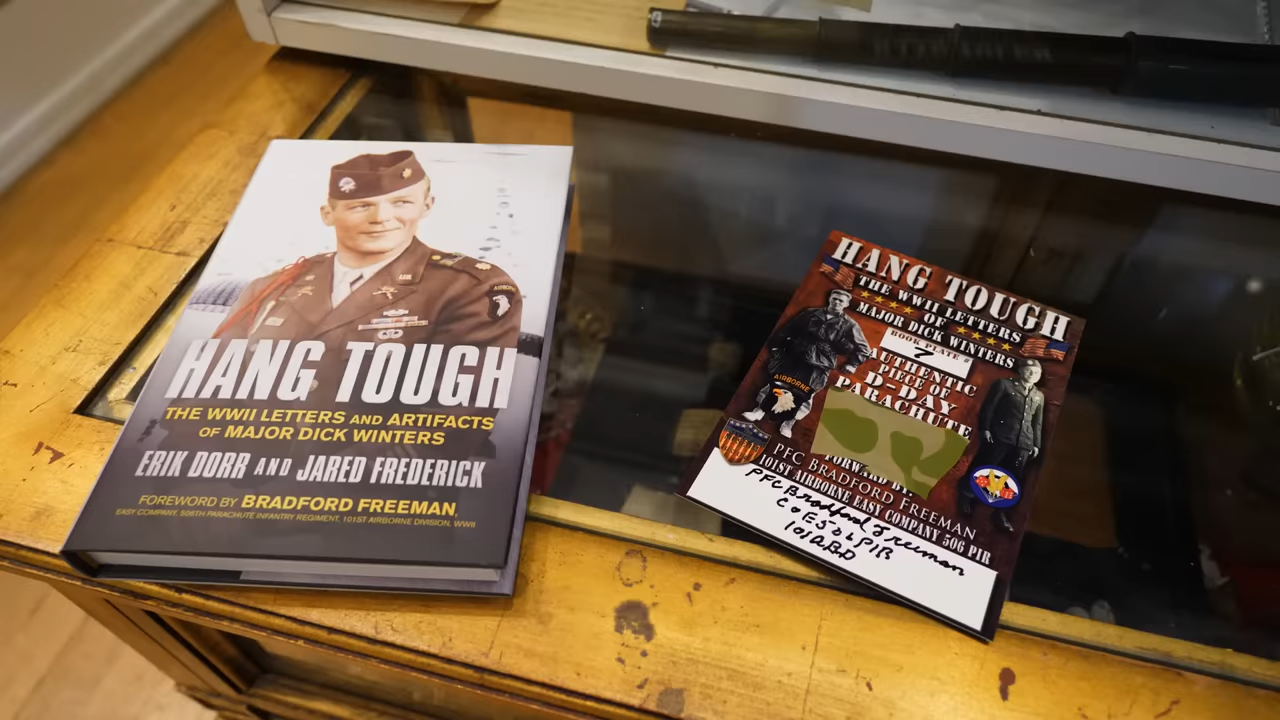 HANG TOUGH
THE WWII LETTERS AND ARTIFACTS
OF MAJOR DICK WINTERS
ERIK DORR AND JARED FREDERICK
FOREWORD BY BRADFORD FREEMAN,
EASY COMPANY, 506TH PARACHUTE INFANTRY REGIMENT, 101ST AIRBORNE DIVISION, WWII
AIRBORNE
HANG TOUGH
THE WWII LETTERS
OF
MAJOR DICK WINTERS
BOOK PLATE #
7
AUTHENTIC
PIECE OF
D-DAY
PARACHUTE
AIRBORNE
FORWARD BY
PFC BRADFORD FREEMAN
101ST AIRBORNE EASY COMPANY 506 PIR
PFC Bradford Freeman
Co E 506 PIR
101 ABD